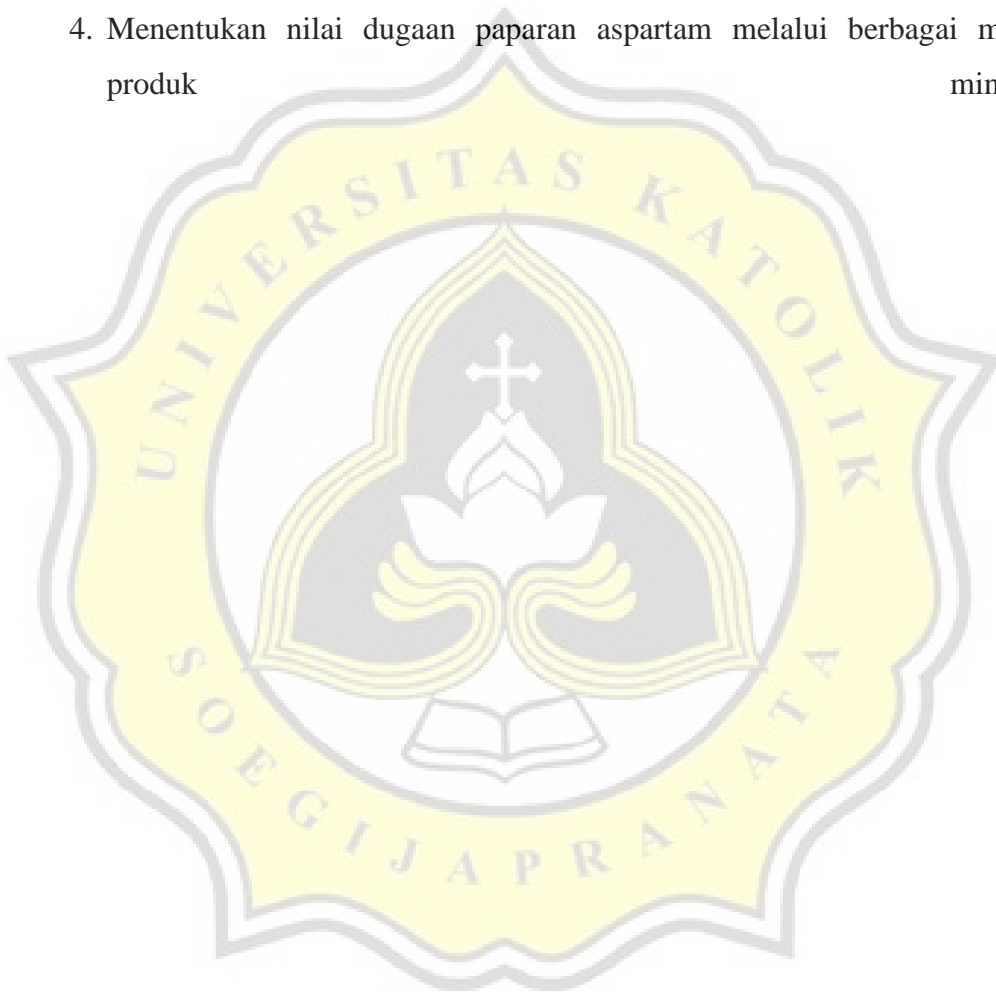 4. Menentukan nilai dugaan paparan aspartam melalui berbagai m
produk min
UNIVERSITAS KATOLIK
SOEGIJAPRANATA